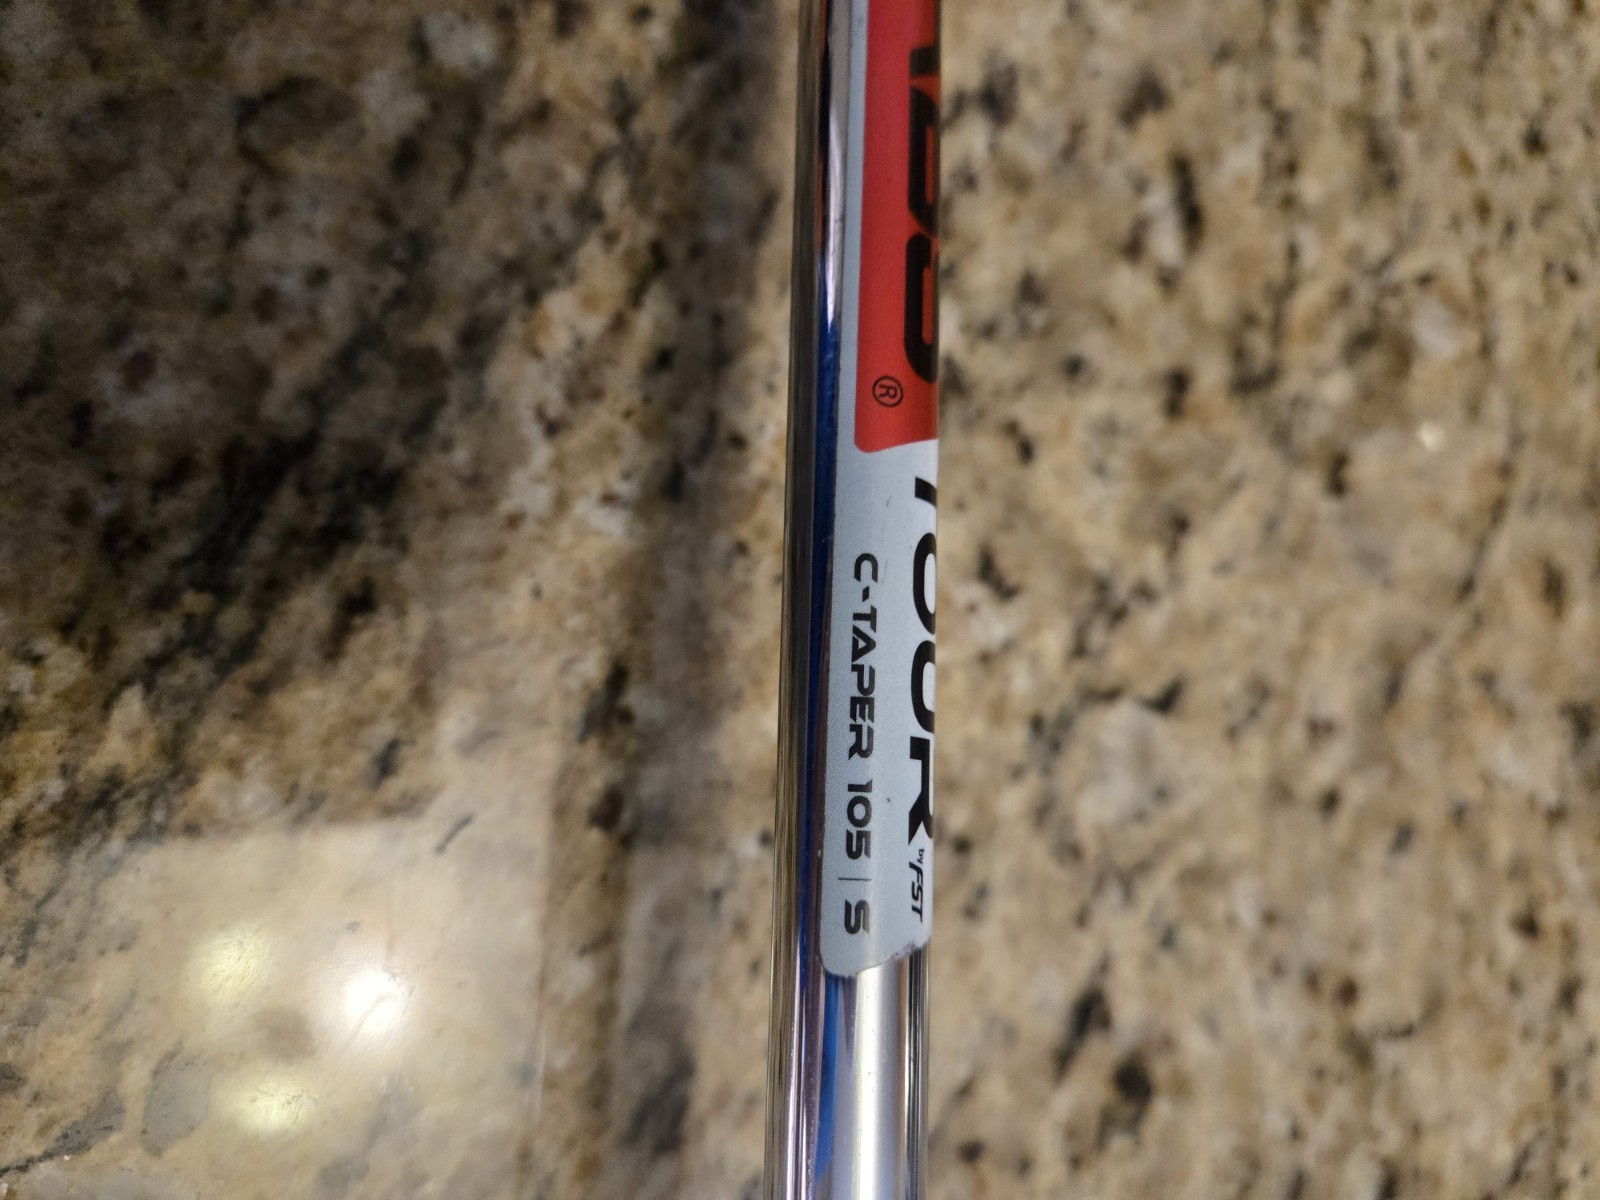 ®
TOUR by FST
C-TAPER 105 | S